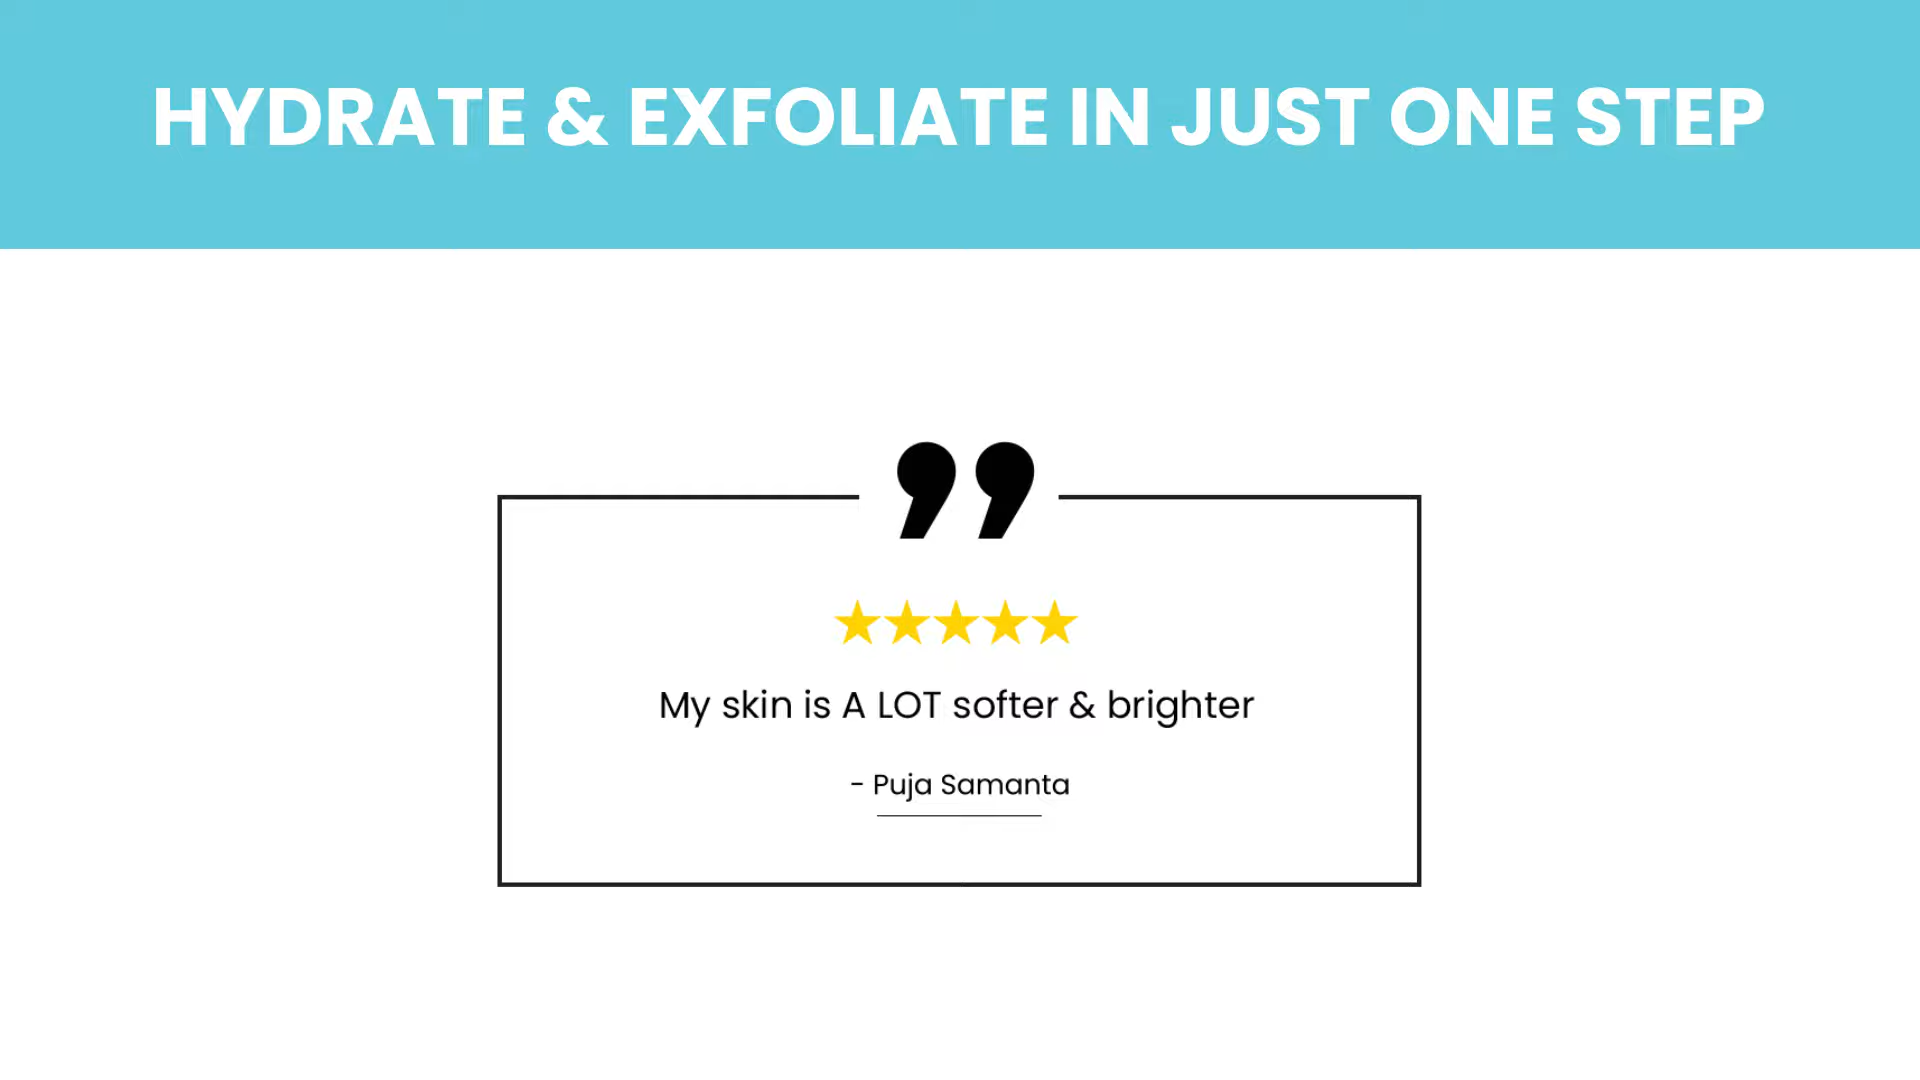 HYDRATE & EXFOLIATE IN JUST ONE STEP
”
★★★★★
My skin is A LOT softer & brighter
- Puja Samanta